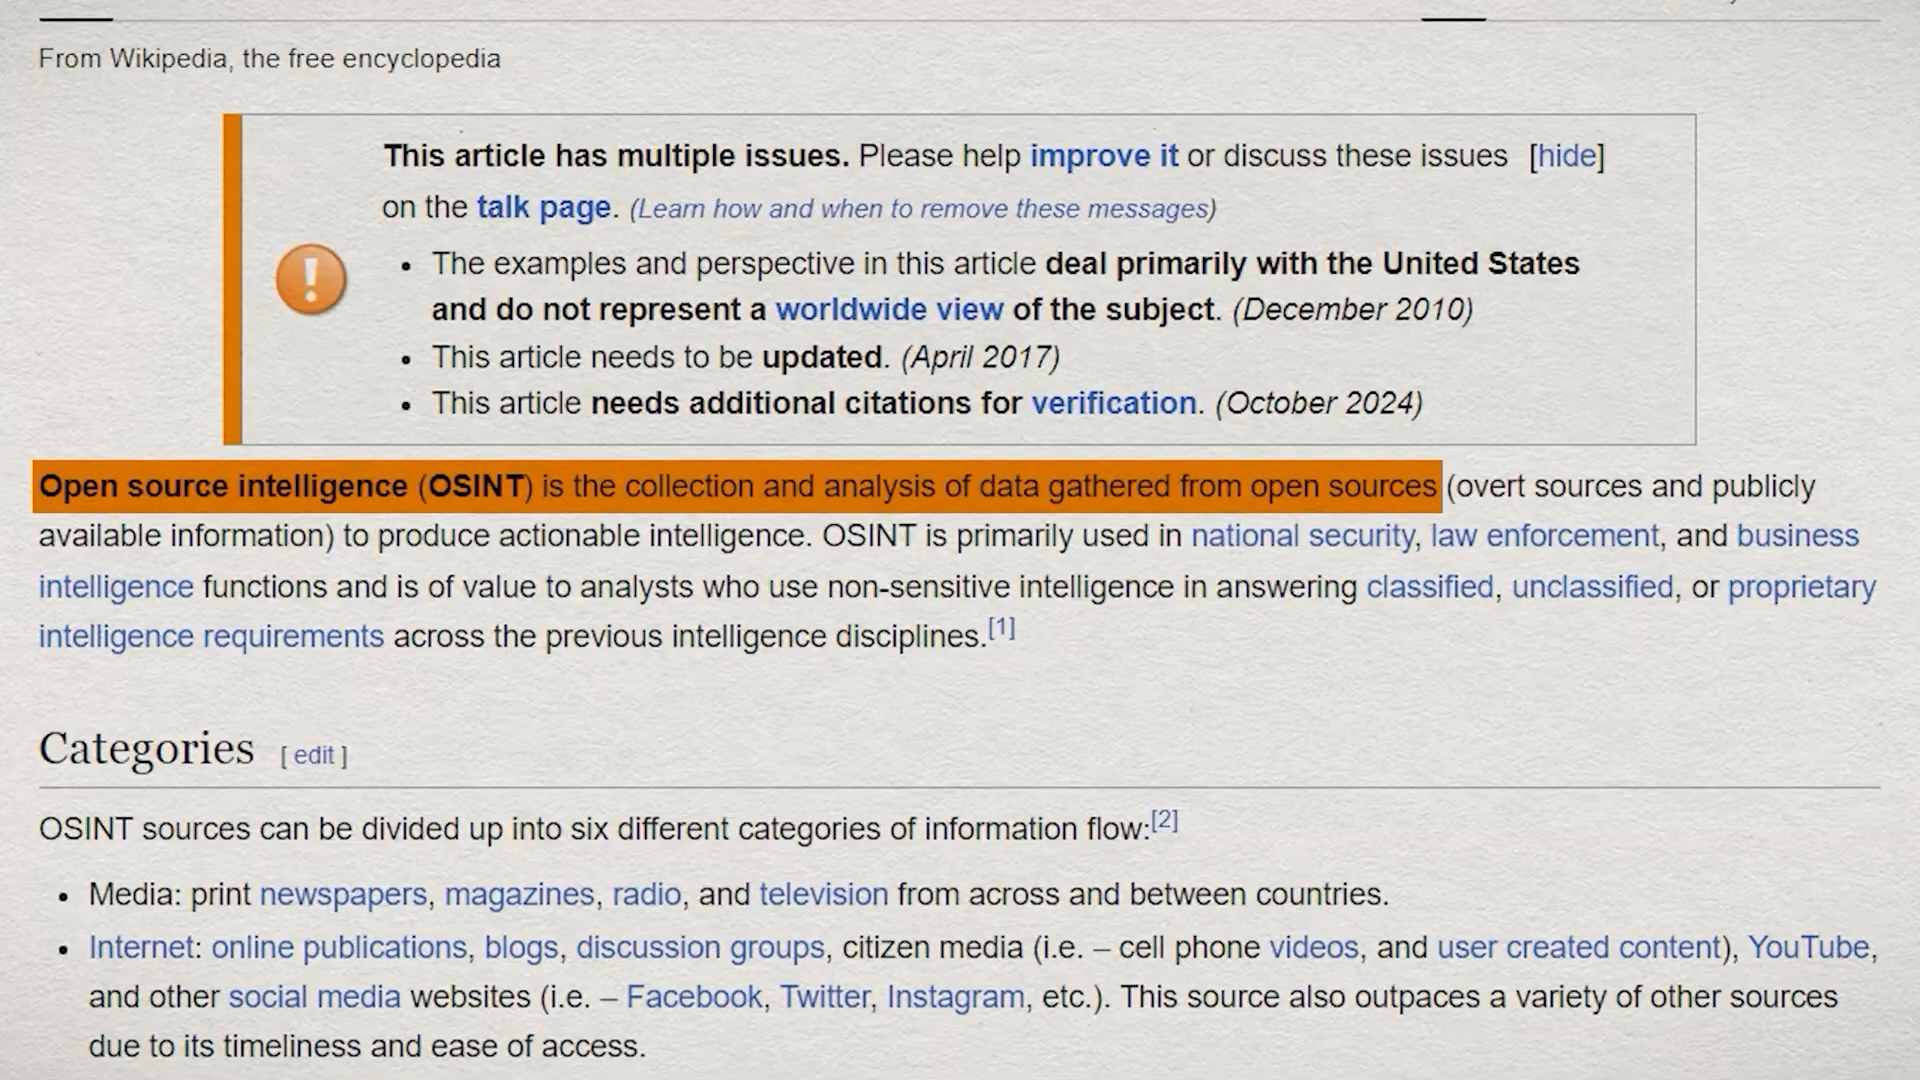 From Wikipedia, the free encyclopedia
This article has multiple issues. Please help improve it or discuss these issues [hide]
on the talk page. (Learn how and when to remove these messages)
• The examples and perspective in this article deal primarily with the United States
and do not represent a worldwide view of the subject. (December 2010)
• This article needs to be updated. (April 2017)
• This article needs additional citations for verification. (October 2024)
Open source intelligence (OSINT) is the collection and analysis of data gathered from open sources (overt sources and publicly
available information) to produce actionable intelligence. OSINT is primarily used in national security, law enforcement, and business
intelligence functions and is of value to analysts who use non-sensitive intelligence in answering classified, unclassified, or proprietary
intelligence requirements across the previous intelligence disciplines.[1]
Categories [ edit ]
OSINT sources can be divided up into six different categories of information flow:[2]
• Media: print newspapers, magazines, radio, and television from across and between countries.
• Internet: online publications, blogs, discussion groups, citizen media (i.e. – cell phone videos, and user created content), YouTube,
and other social media websites (i.e. – Facebook, Twitter, Instagram, etc.). This source also outpaces a variety of other sources
due to its timeliness and ease of access.